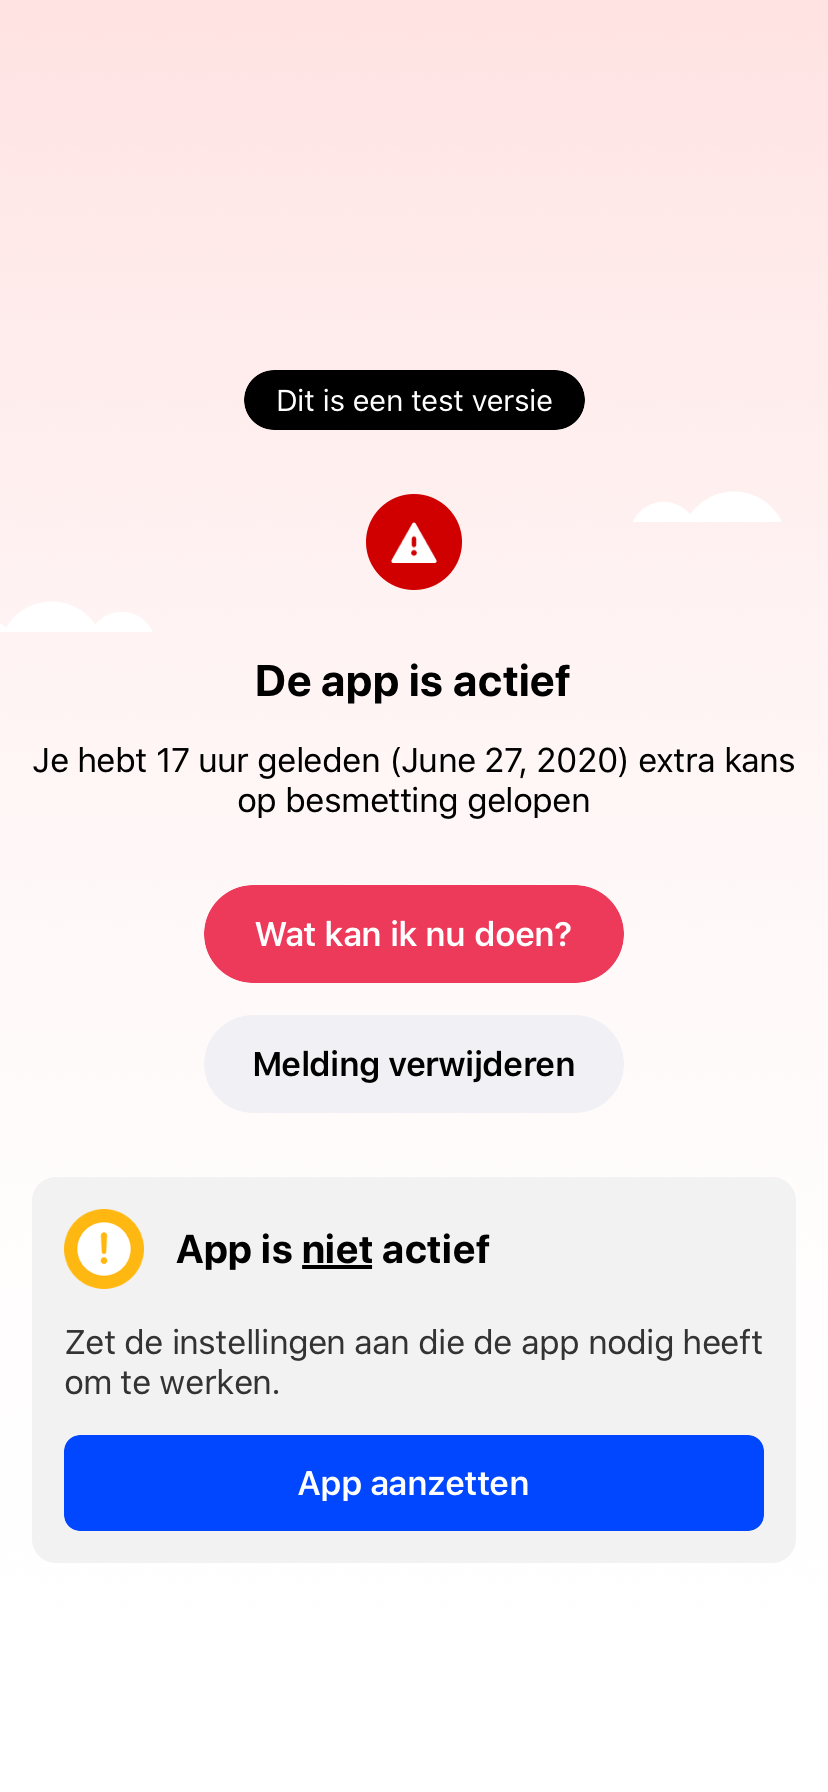 Dit is een test versie
De app is actief
Je hebt 17 uur geleden (June 27, 2020) extra kans
op besmetting gelopen
Wat kan ik nu doen?
Melding verwijderen
App is niet actief
Zet de instellingen aan die de app nodig heeft
om te werken.
App aanzetten